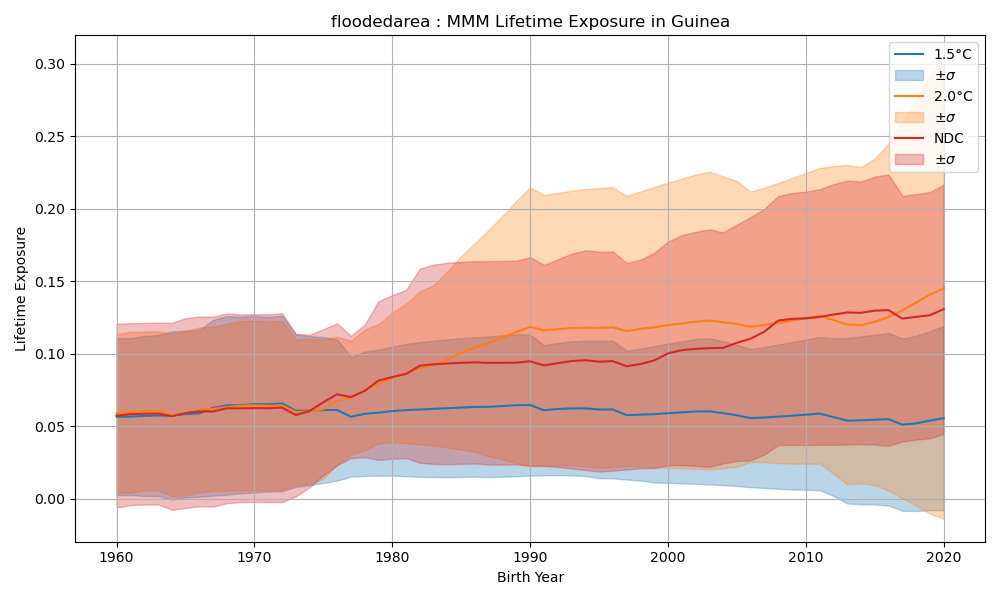 floodedarea : MMM Lifetime Exposure in Guinea
Lifetime Exposure
0.30
0.25
0.20
0.15
0.10
0.05
0.00
1960
1970
1980
1990
2000
2010
2020
Birth Year
1.5°C
±σ
2.0°C
±σ
NDC
±σ